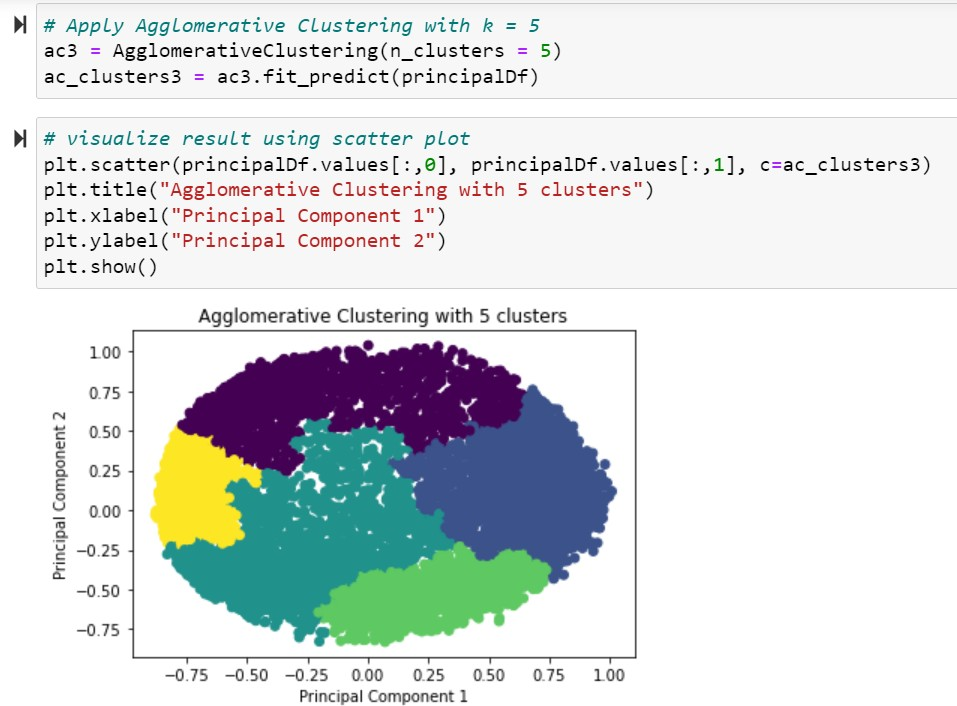 # Apply Agglomerative Clustering with k = 5
ac3 = AgglomerativeClustering(n_clusters = 5)
ac_clusters3 = ac3.fit_predict(principalDf)
# visualize result using scatter plot
plt.scatter(principalDf.values[:,0], principalDf.values[:,1], c=ac_clusters3)
plt.title("Agglomerative Clustering with 5 clusters")
plt.xlabel("Principal Component 1")
plt.ylabel("Principal Component 2")
plt.show()
Agglomerative Clustering with 5 clusters
Principal Component 2
1.00
0.75
0.50
0.25
0.00
−0.25
−0.50
−0.75
−0.75 −0.50 −0.25 0.00 0.25 0.50 0.75 1.00
Principal Component 1